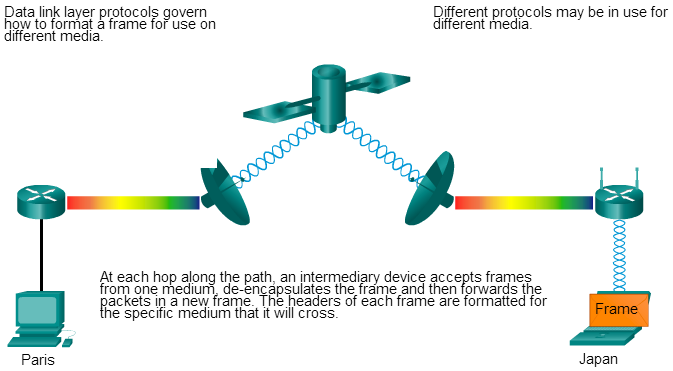 Data link layer protocols govern
how to format a frame for use on
different media.
Different protocols may be in use for
different media.
At each hop along the path, an intermediary device accepts frames
from one medium, de-encapsulates the frame and then forwards the
packets in a new frame. The headers of each frame are formatted for
the specific medium that it will cross.
Frame
Paris
Japan